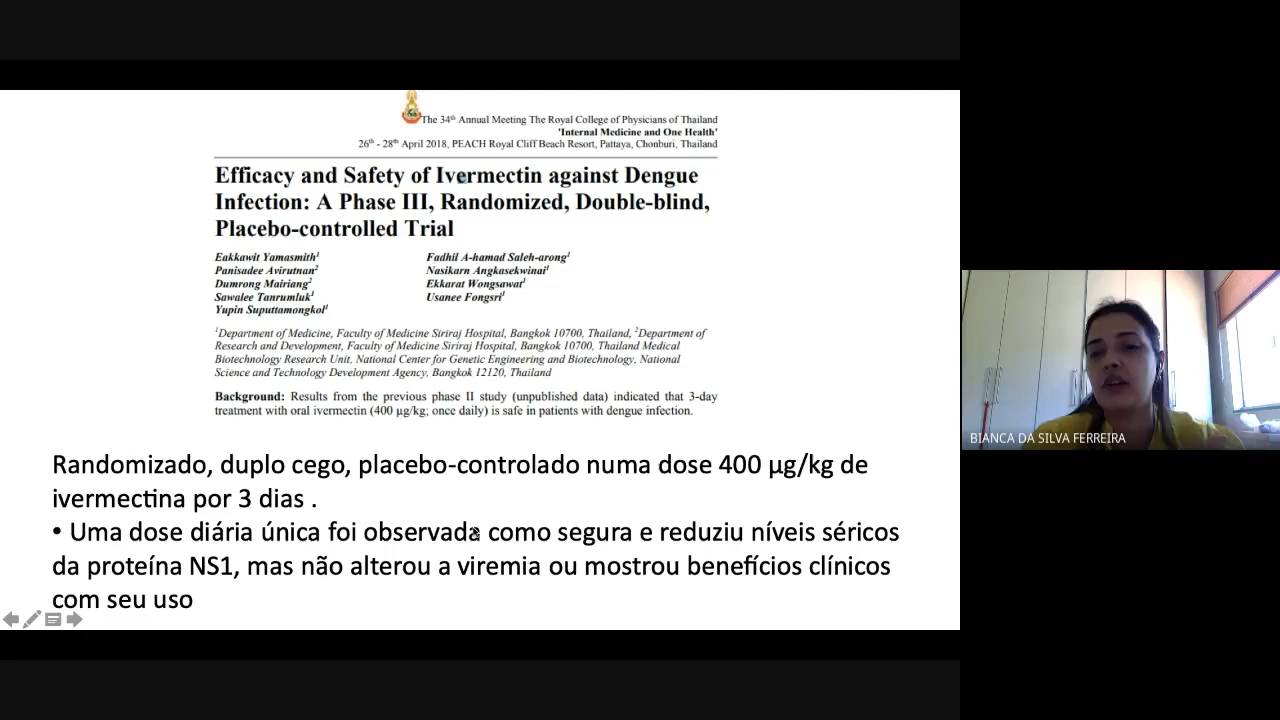 The 34th Annual Meeting The Royal College of Physicians of Thailand
'Internal Medicine and One Health'
26th - 28th April 2018, PEACH Royal Cliff Beach Resort, Pattaya, Chonburi, Thailand
Efficacy and Safety of Ivermectin against Dengue
Infection: A Phase III, Randomized, Double-blind,
Placebo-controlled Trial
Eakkawit Yamasmith1
Panisadee Avirutnan2
Dumrong Mairiang2
Sawalee Tanrumluk1
Yupin Suputtamongkol1
Fadhil A-hamad Saleh-arong1
Nasikarn Angkasekwinai1
Ekkarat Wongsawat1
Usanee Fongsri1
1Department of Medicine, Faculty of Medicine Siriraj Hospital, Bangkok 10700, Thailand, 2Department of
Research and Development, Faculty of Medicine Siriraj Hospital, Bangkok 10700, Thailand Medical
Biotechnology Research Unit, National Center for Genetic Engineering and Biotechnology, National
Science and Technology Development Agency, Bangkok 12120, Thailand
Background: Results from the previous phase II study (unpublished data) indicated that 3-day
treatment with oral ivermectin (400 µg/kg; once daily) is safe in patients with dengue infection.
Randomizado, duplo cego, placebo-controlado numa dose 400 µg/kg de
ivermectina por 3 dias .
• Uma dose diária única foi observada como segura e reduziu níveis séricos
da proteína NS1, mas não alterou a viremia ou mostrou benefícios clínicos
com seu uso
BIANCA DA SILVA FERREIRA